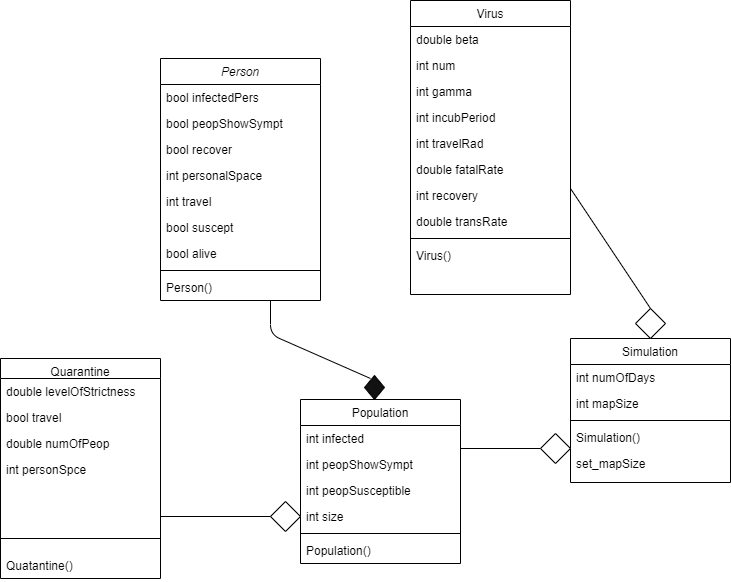 Virus
double beta
int num
int gamma
int incubPeriod
int travelRad
double fatalRate
int recovery
double transRate
Virus()
Person
bool infectedPers
bool peopShowSympt
bool recover
int personalSpace
int travel
bool suscept
bool alive
Person()
Simulation
int numOfDays
int mapSize
Simulation()
set_mapSize
Quarantine
double levelOfStrictness
bool travel
double numOfPeop
int personSpce
Quatantine()
Population
int infected
int peopShowSympt
int peopSusceptible
int size
Population()